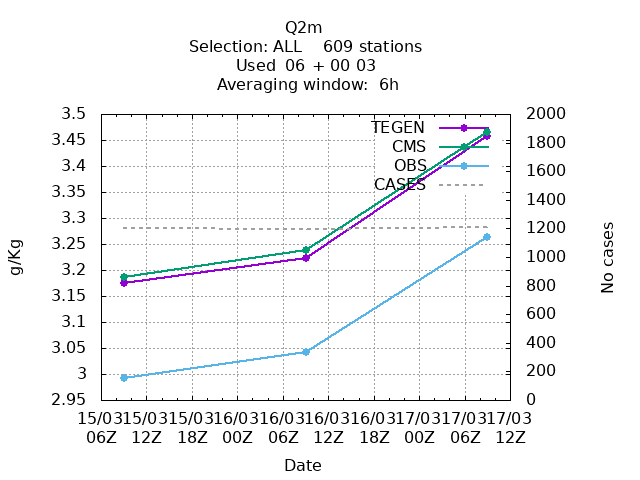 Q2m
Selection: ALL 609 stations
Used 06 + 00 03
Averaging window: 6h
3.5 2000
3.45 1800
3.4 1600
3.35 1400
3.3 1200
3.25 1000
3.2 800
3.15 600
3.1 400
3.05 200
3 0
2.95
TEGEN
CMS
OBS
CASES
g/Kg
No cases
15/03 15/03 15/03 16/03 16/03 16/03 16/03 17/03 17/03 17/03
06Z 12Z 18Z 00Z 06Z 12Z 18Z 00Z 06Z 12Z
Date